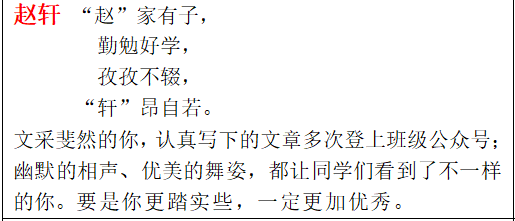 赵轩 “赵”家有子，
勤勉好学，
孜孜不辍，
“轩”昂自若。
文采斐然的你，认真写下的文章多次登上班级公众号；
幽默的相声、优美的舞姿，都让同学们看到了不一样
的你。要是你更踏实些，一定更加优秀。